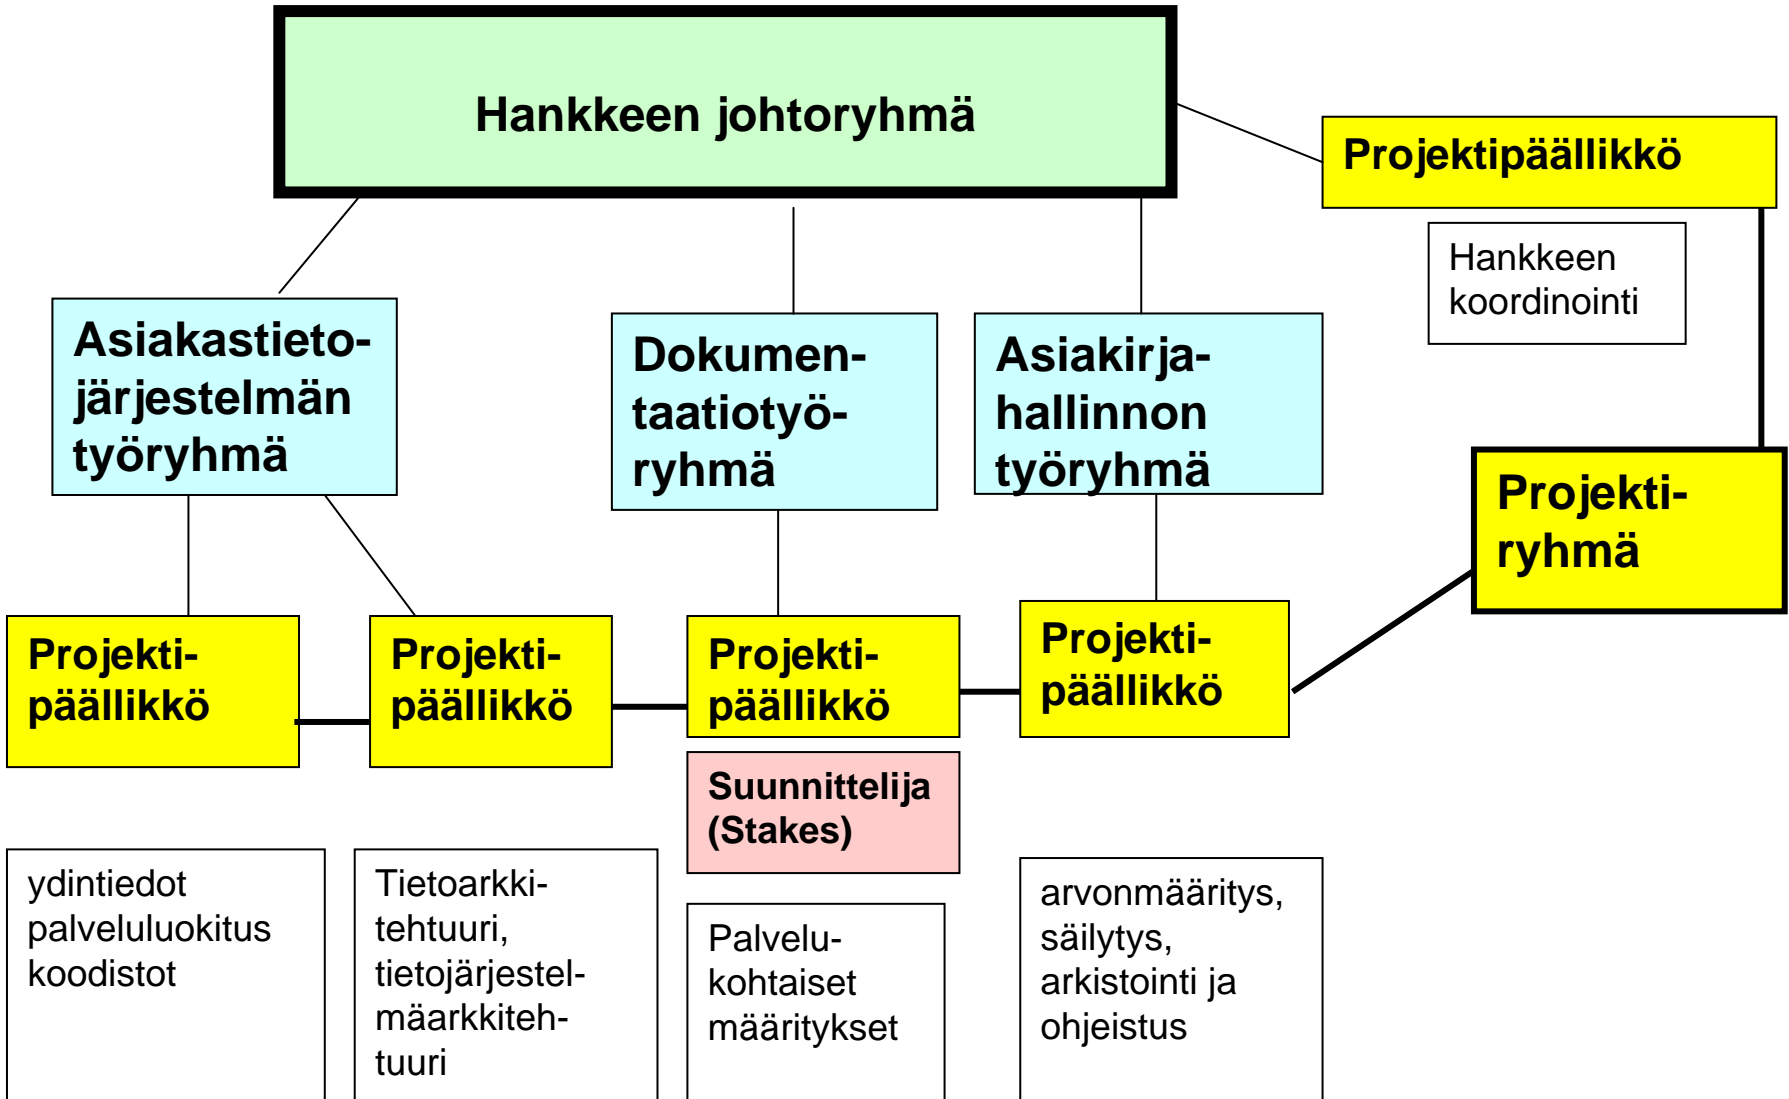 Hankkeen johtoryhmä
Projektipäällikkö
Hankkeen
koordinointi
Asiakastieto-
järjestelmän
työryhmä
Dokumen-
taatiotyö-
ryhmä
Asiakirja-
hallinnon
työryhmä
Projekti-
ryhmä
Projekti-
päällikkö
Projekti-
päällikkö
Projekti-
päällikkö
Projekti-
päällikkö
Suunnittelija
(Stakes)
ydintiedot
palveluluokitus
koodistot
Tietoarkki-
tehtuuri,
tietojärjestel-
mäarkkiteh-
tuuri
Palvelu-
kohtaiset
määritykset
arvonmääritys,
säilytys,
arkistointi ja
ohjeistus